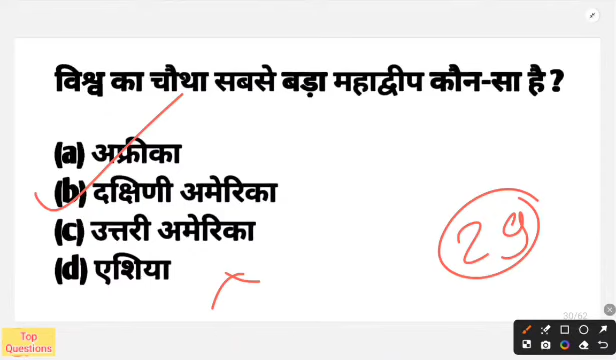 विश्व का चौथा सबसे बड़ा महाद्वीप कौन-सा है ?
(a) अफ्रीका
(b) दक्षिणी अमेरिका
(c) उत्तरी अमेरिका
(d) एशिया
29
30/62
Top
Questions